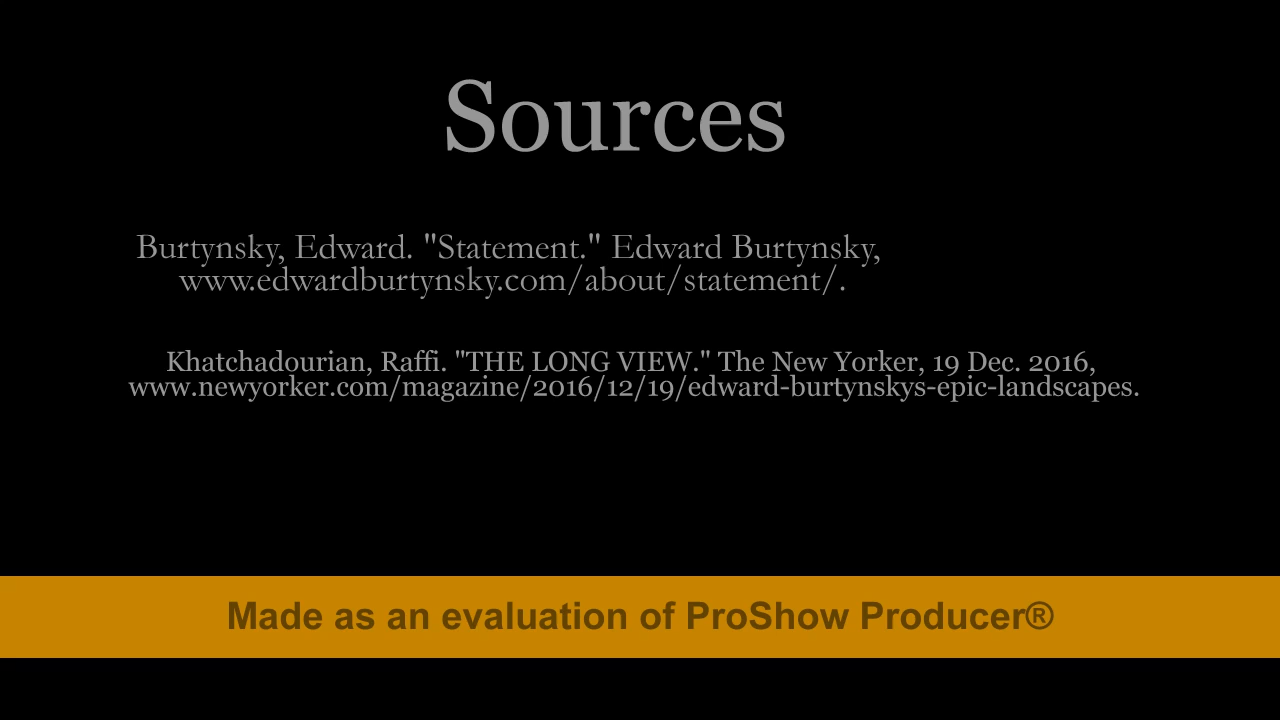 Sources
Burtynsky, Edward. "Statement." Edward Burtynsky,
www.edwardburtynsky.com/about/statement/.
Khatchadourian, Raffi. "THE LONG VIEW." The New Yorker, 19 Dec. 2016,
www.newyorker.com/magazine/2016/12/19/edward-burtynskys-epic-landscapes.
Made as an evaluation of ProShow Producer®